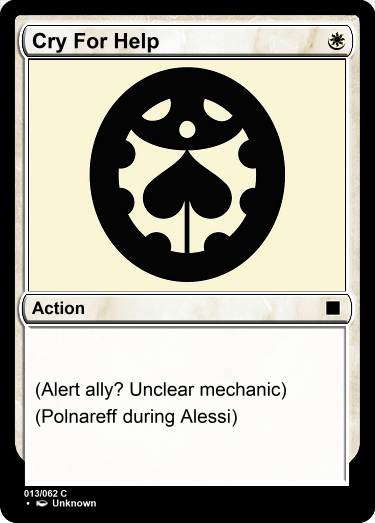 Cry For Help
Action
(Alert ally? Unclear mechanic)
(Polnareff during Alessi)
013/062 C
• Unknown